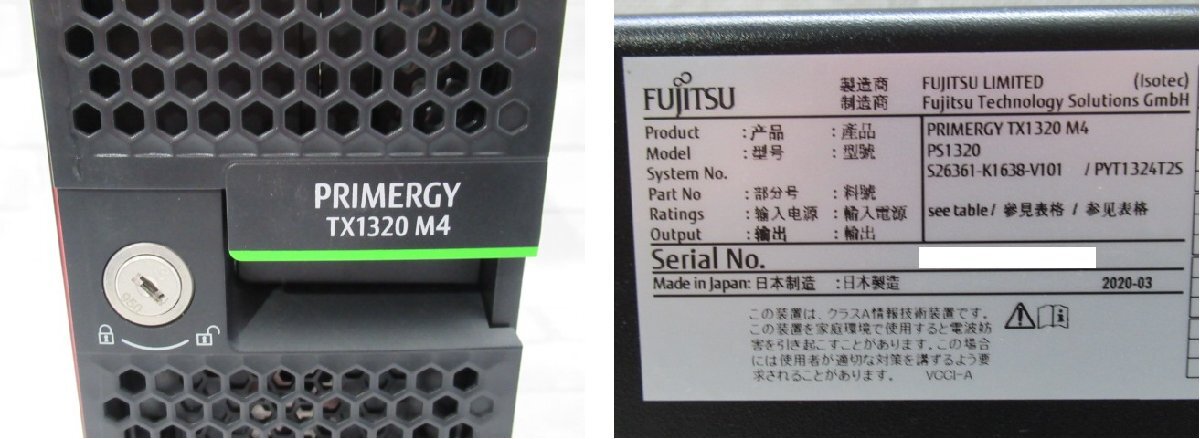 PRIMERGY
TX1320 M4
FUJITSU
製造商 FUJITSU LIMITED (Isotec)
制造商 Fujitsu Technology Solutions GmbH
Product :产品 :產品 PRIMERGY TX1320 M4
Model :型号 :型號 PS1320
System No. S26361-K1638-V101 / PYT1324T2S
Part No :部分号 :料號
Ratings :输入电源 :輸入電源 see table / 參見表格 / 参见表格
Output :输出 :輸出
Serial No.
Made in Japan: 日本制造 :日本製造 2020-03
この装置は、クラスA情報技術装置です。
この装置を家庭環境で使用すると電波妨
害を引き起こすことがあります。この場合
には使用者が適切な対策を講ずるよう要
求されることがあります。 VCCI-A